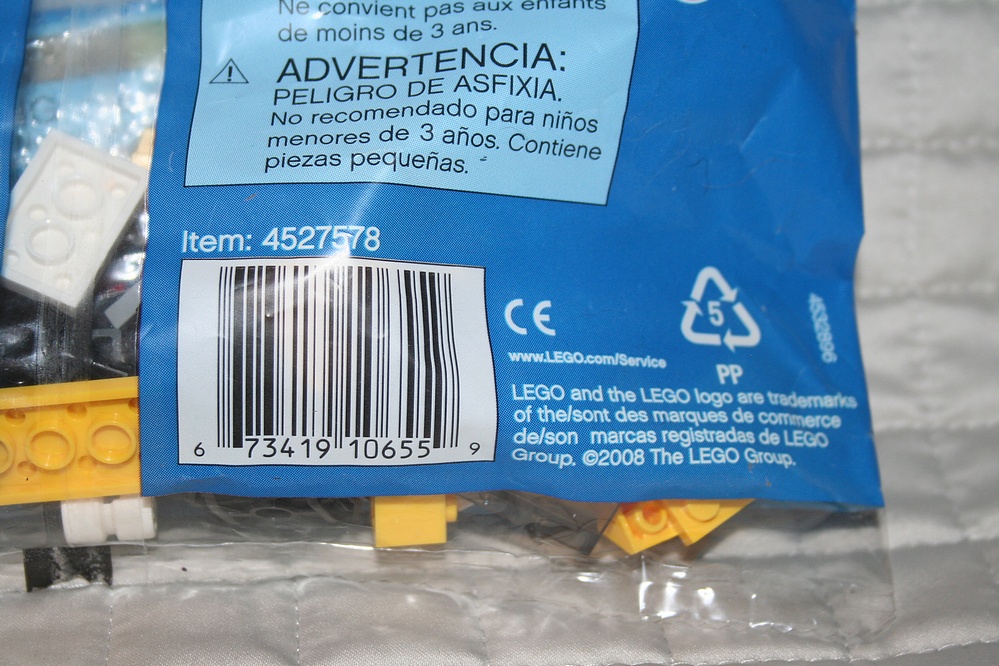 Ne convient pas aux enfants
de moins de 3 ans.
ADVERTENCIA:
PELIGRO DE ASFIXIA.
No recomendado para niños
menores de 3 años. Contiene
piezas pequeñas.
Item: 4527578
6 73419 10655 9
CE
www.LEGO.com/Service
5
PP
LEGO and the LEGO logo are trademarks
of the/sont des marques de commerce
de/son marcas registradas de LEGO
Group. ©2008 The LEGO Group.